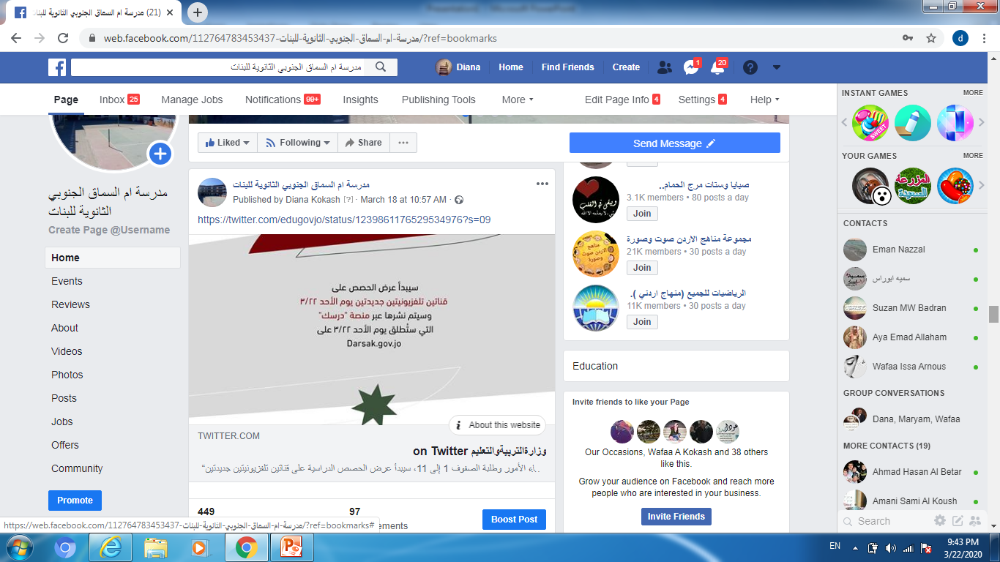 (21) مدرسة ام السماق الجنوبي الثانوية للبنات
web.facebook.com/112764783453437-مدرسة-ام-السماق-الجنوبي-الثانوية-للبنات/?ref=bookmarks
d
مدرسة ام السماق الجنوبي الثانوية للبنات
Diana Home Find Friends Create 1 20
Page Inbox 25 Manage Jobs Notifications 99+ Insights Publishing Tools More Edit Page Info 4 Settings 4 Help
مدرسة ام السماق الجنوبي
الثانوية للبنات
Create Page @Username
Home
Events
Reviews
About
Videos
Photos
Posts
Jobs
Offers
Community
Promote
Liked Following Share
Send Message
مدرسة ام السماق الجنوبي الثانوية للبنات
Published by Diana Kokash [?] · March 18 at 10:57 AM ·
https://twitter.com/edugovjo/status/1239861176529534976?s=09
سيبدأ عرض الحصص على
قناتين تلفزيونيتين جديدتين يوم الأحد ٣/٢٢
وسيتم نشرها عبر منصة "درسك"
التي ستُطلق يوم الأحد ٣/٢٢ على
Darsak.gov.jo
About this website
TWITTER.COM
وزارةالتربيةوالتعليم on Twitter
الأمور وطلبة الصفوف 1 إلى 11، سيبدأ عرض الحصص الدراسية على قناتين تلفزيونيتين جديدتين"
449
97
ements
Boost Post
صبايا وستات مرج الحمام..
3.1K members • 80 posts a day
Join
مجموعة مناهج الاردن صوت وصورة
21K members • 30 posts a day
Join
الرياضيات للجميع (منهاج اردني ).
11K members • 30 posts a day
Join
Education
Invite friends to like your Page
Our Occasions, Wafaa A Kokash and 38 others
like this.
Grow your audience on Facebook and reach more
people who are interested in your business.
Invite Friends
INSTANT GAMES MORE
SWEET
YOUR GAMES MORE
المزرعة
السعيدة
CONTACTS
Eman Nazzal
سميه ابوراس
Suzan MW Badran
Aya Emad Allaham
Wafaa Issa Arnous
GROUP CONVERSATIONS
Dana, Maryam, Wafaa
MORE CONTACTS (19)
Ahmad Hasan Al Betar
Amani Sami Al Koush
Search
https://web.facebook.com/112764783453437-مدرسة-ام-السماق-الجنوبي-الثانوية-للبنات/?ref=bookmarks#
EN
9:43 PM
3/22/2020